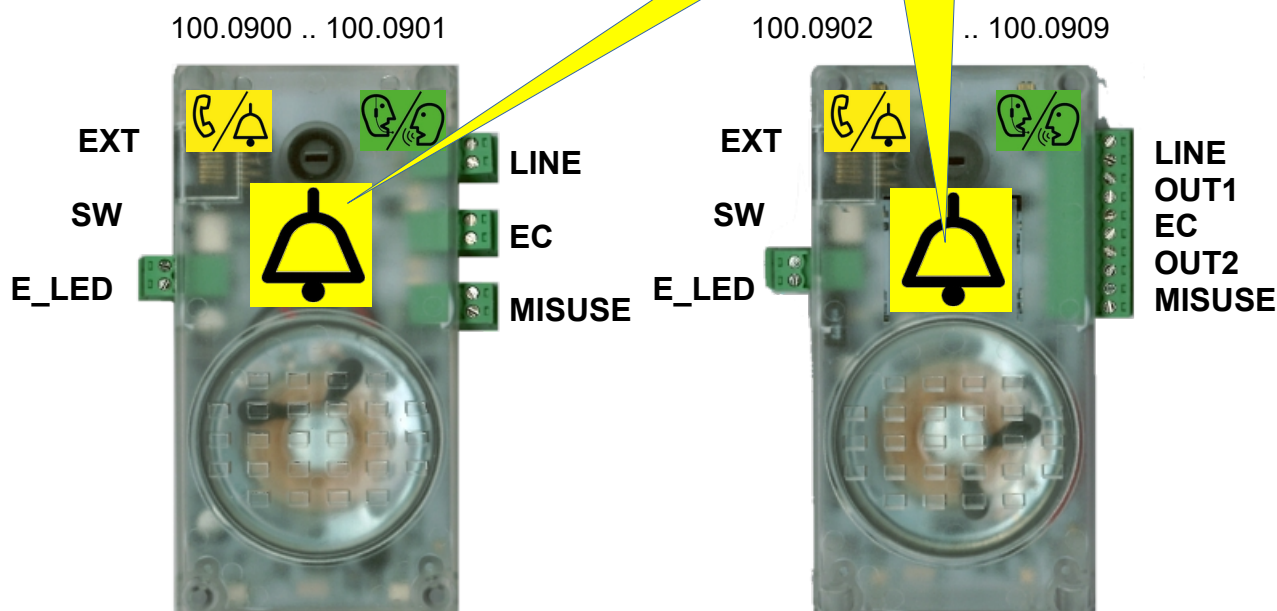 100.0900 .. 100.0901
EXT
SW
E_LED
LINE
EC
MISUSE
100.0902 .. 100.0909
EXT
SW
E_LED
LINE
OUT1
EC
OUT2
MISUSE